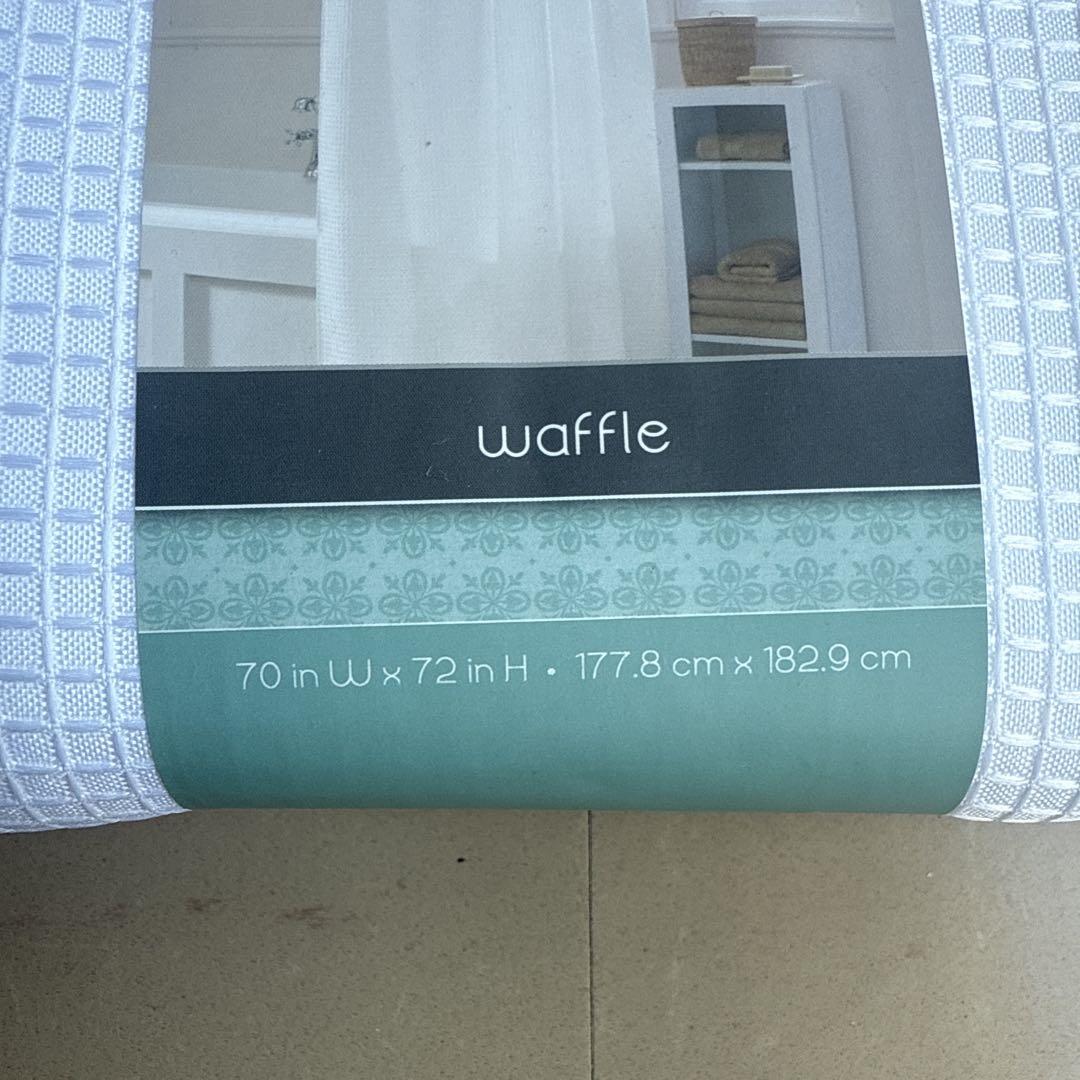 waffle
70 in W x 72 in H • 177.8 cm x 182.9 cm